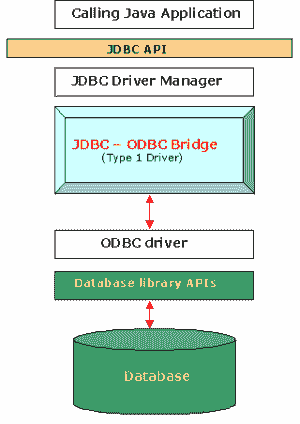 Calling Java Application
JDBC API
JDBC Driver Manager
JDBC - ODBC Bridge
(Type 1 Driver)
ODBC driver
Database library APIs
Database